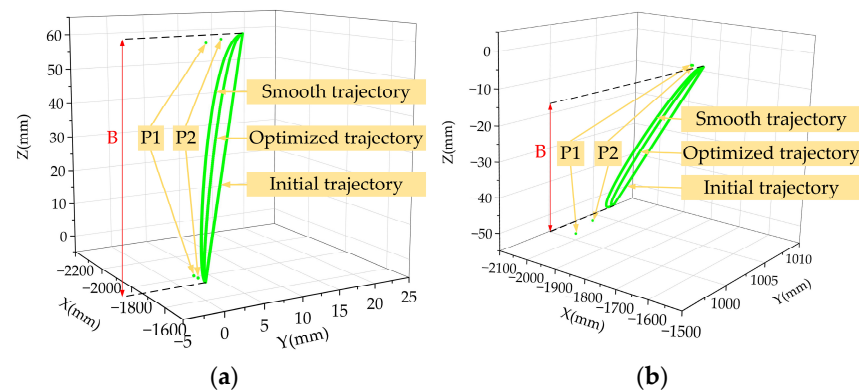 60
50
40
30
20
10
0
Z(mm)
B
P1
P2
Smooth trajectory
Optimized trajectory
Initial trajectory
−2200
−2000
−1800
−1600
X(mm)
−5
0
5
10
15
20
25
Y(mm)
(a)
0
−10
−20
−30
−40
−50
Z(mm)
B
P1
P2
Smooth trajectory
Optimized trajectory
Initial trajectory
−2100
−2000
−1900
1800
−1700
−1600
−1500
X(mm)
1000
1005
1010
Y(mm)
(b)